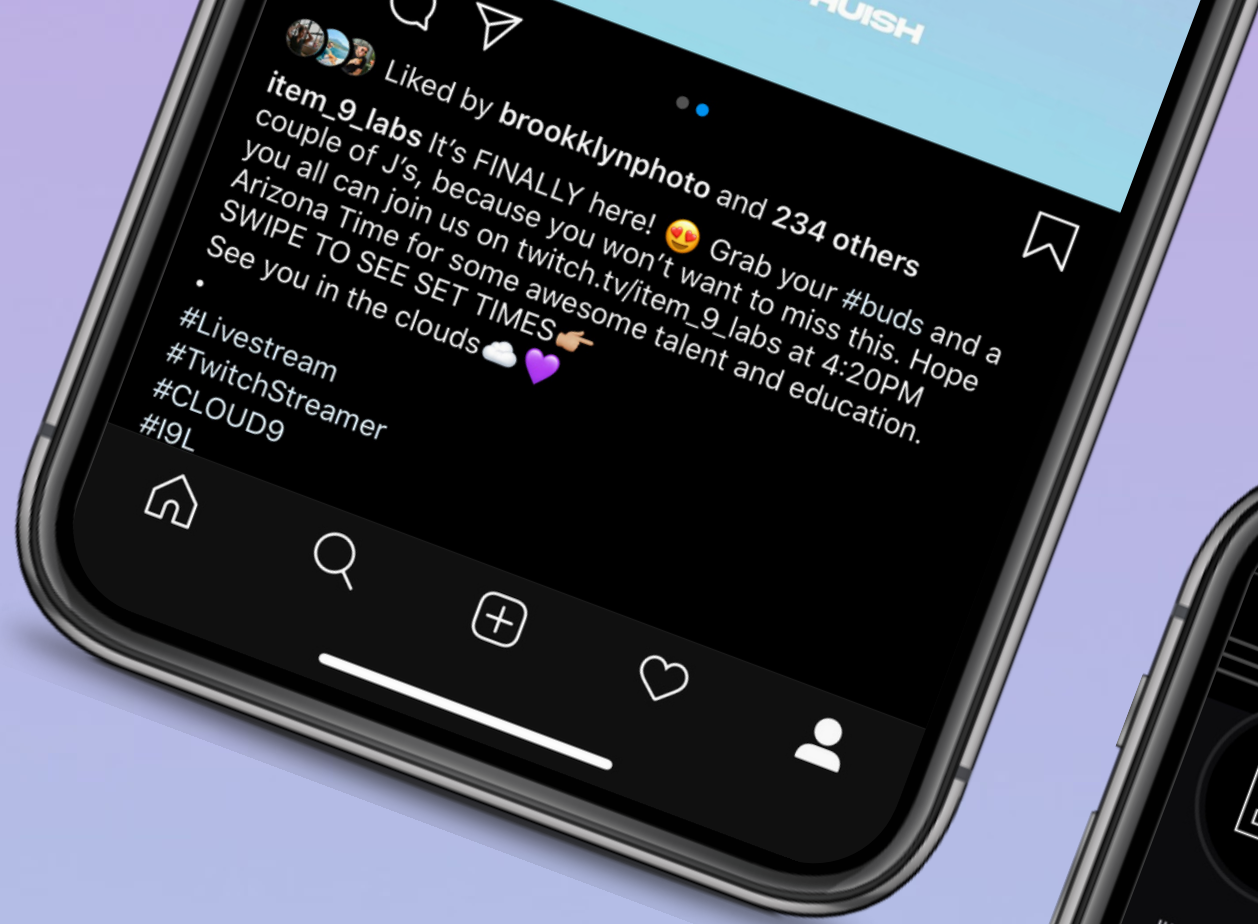 HUISH
Liked by brookklynphoto and 234 others
item_9_labs It's FINALLY here! 😍 Grab your #buds and a
couple of J's, because you won't want to miss this. Hope
you all can join us on twitch.tv/item_9_labs at 4:20PM
Arizona Time for some awesome talent and education.
SWIPE TO SEE SET TIMES👉🏼
See you in the clouds☁️💜
•
#Livestream
#TwitchStreamer
#CLOUD9
#I9L